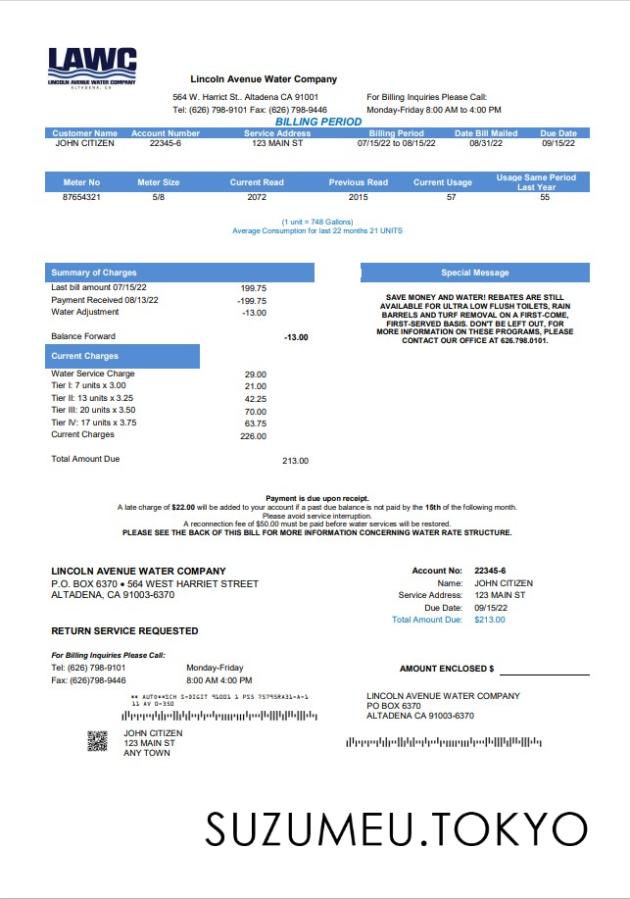 LAWC
LINCOLN AVENUE WATER COMPANY
ALTADENA, CA
Lincoln Avenue Water Company
564 W. Harrict St.. Altadena CA 91001 For Billing Inquiries Please Call:
Tel: (626) 798-9101 Fax: (626) 798-9446 Monday-Friday 8:00 AM to 4:00 PM
BILLING PERIOD
Customer Name Account Number Service Address Billing Period Date Bill Mailed Due Date
JOHN CITIZEN 22345-6 123 MAIN ST 07/15/22 to 08/15/22 08/31/22 09/15/22
Meter No Meter Size Current Read Previous Read Current Usage Usage Same Period Last Year
87654321 5/8 2072 2015 57 55
(1 unit = 748 Gallons)
Average Consumption for last 22 months 21 UNITS
Summary of Charges
Last bill amount 07/15/22 199.75
Payment Received 08/13/22 -199.75
Water Adjustment -13.00
Balance Forward -13.00
Special Message
SAVE MONEY AND WATER! REBATES ARE STILL
AVAILABLE FOR ULTRA LOW FLUSH TOILETS, RAIN
BARRELS AND TURF REMOVAL ON A FIRST-COME,
FIRST-SERVED BASIS. DON'T BE LEFT OUT, FOR
MORE INFORMATION ON THESE PROGRAMS, PLEASE
CONTACT OUR OFFICE AT 626.798.0101.
Current Charges
Water Service Charge 29.00
Tier I: 7 units x 3.00 21.00
Tier II: 13 units x 3.25 42.25
Tier III: 20 units x 3.50 70.00
Tier IV: 17 units x 3.75 63.75
Current Charges 226.00
Total Amount Due 213.00
Payment is due upon receipt.
A late charge of $22.00 will be added to your account if a past due balance is not paid by the 15th of the following month.
Please avoid service interruption.
A reconnection fee of $50.00 must be paid before water services will be restored.
PLEASE SEE THE BACK OF THIS BILL FOR MORE INFORMATION CONCERNING WATER RATE STRUCTURE.
LINCOLN AVENUE WATER COMPANY
P.O. BOX 6370 • 564 WEST HARRIET STREET
ALTADENA, CA 91003-6370
Account No: 22345-6
Name: JOHN CITIZEN
Service Address: 123 MAIN ST
Due Date: 09/15/22
Total Amount Due: $213.00
RETURN SERVICE REQUESTED
For Billing Inquiries Please Call:
Tel: (626)798-9101 Monday-Friday
Fax: (626)798-9446 8:00 AM 4:00 PM
AMOUNT ENCLOSED $
** AUTO**SCH 5-DIGIT 91001 1 PSS
11 AV 0-350
JOHN CITIZEN
123 MAIN ST
ANY TOWN
LINCOLN AVENUE WATER COMPANY
PO BOX 6370
ALTADENA CA 91003-6370
SUZUMEU.TOKYO